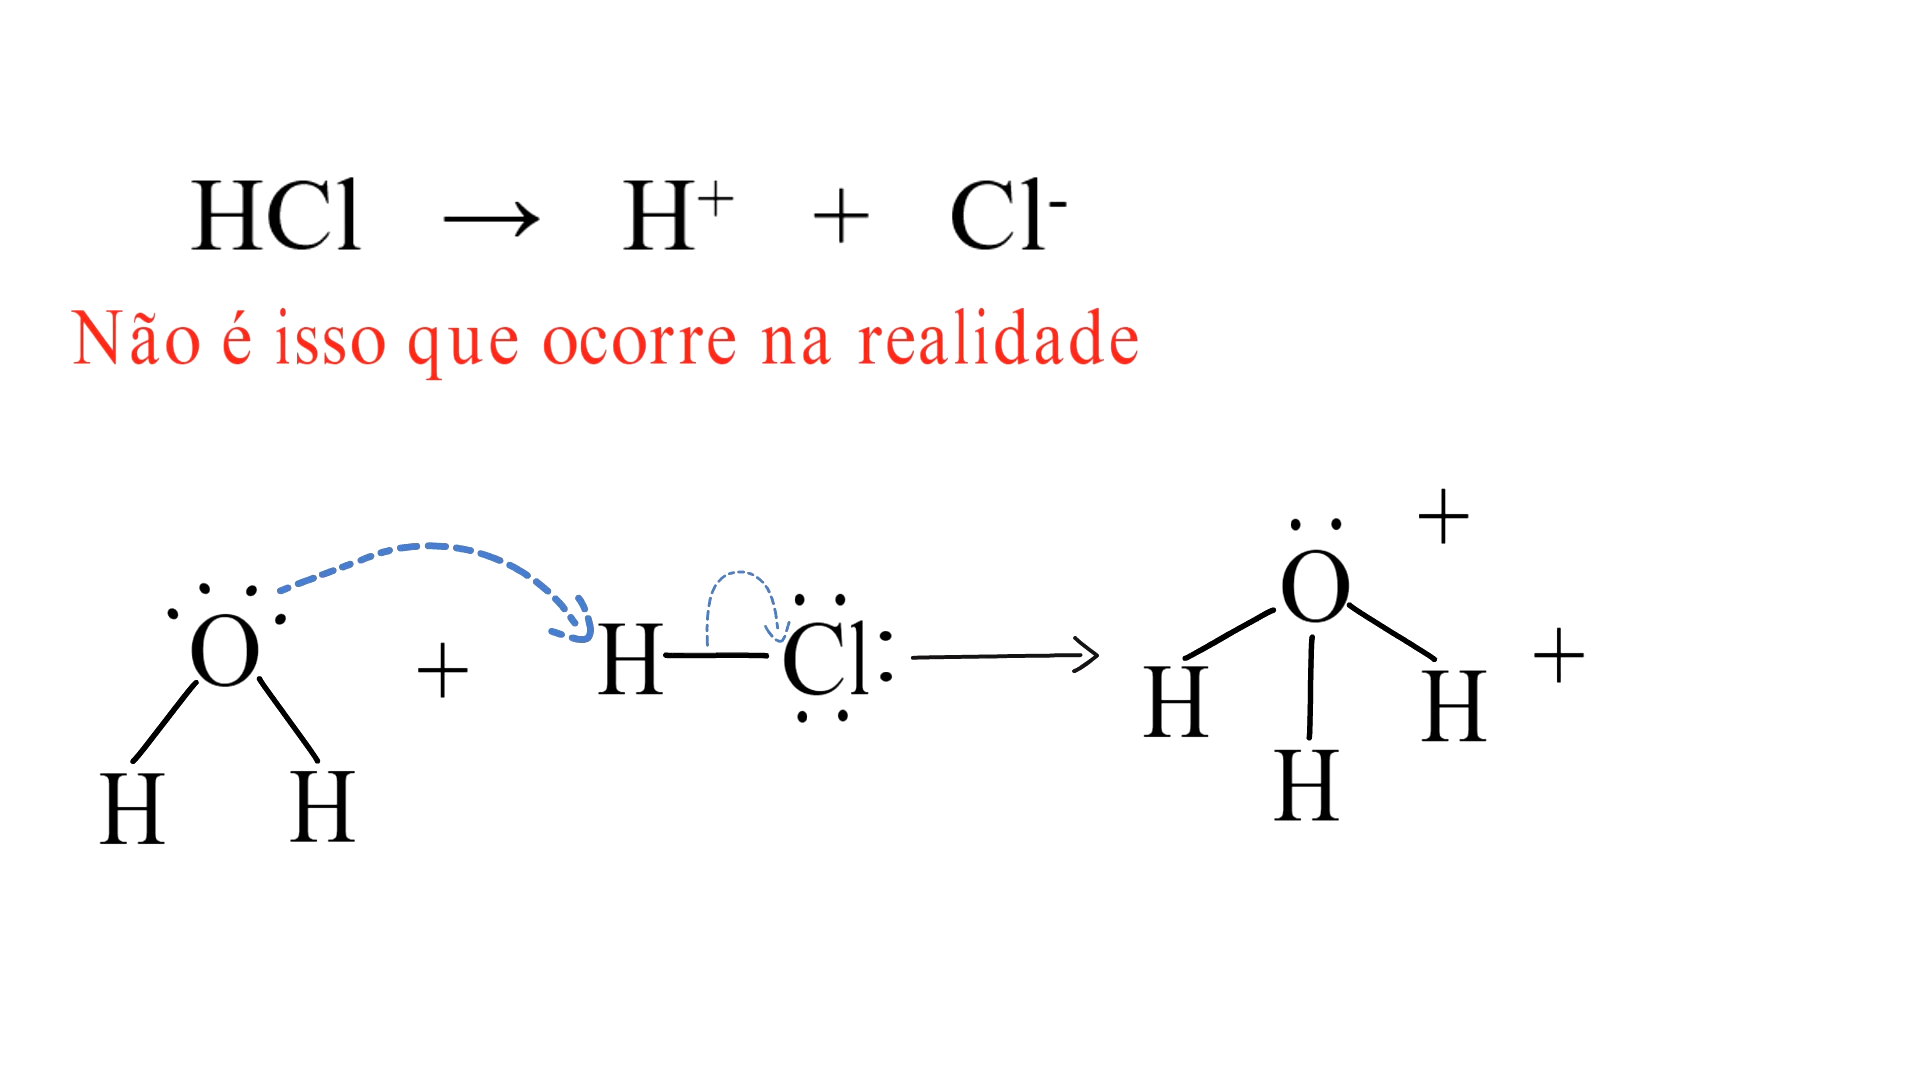 HCl → H⁺ + Cl⁻
Não é isso que ocorre na realidade
O + H—Cl: → O + +
H H H H H